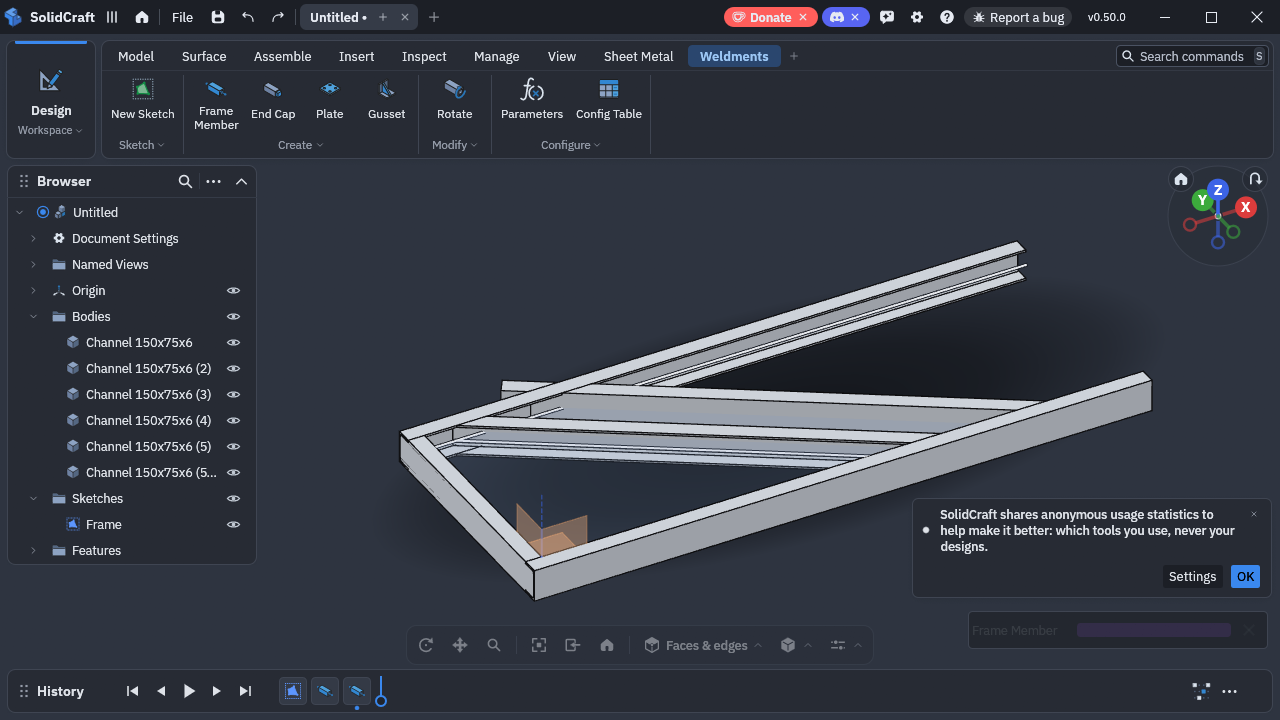 SolidCraft
File
Untitled •
Donate
Report a bug
v0.50.0
Design
Workspace
Model
Surface
Assemble
Insert
Inspect
Manage
View
Sheet Metal
Weldments
Search commands
S
New Sketch
Frame
Member
End Cap
Plate
Gusset
Rotate
Parameters
Config Table
Sketch
Create
Modify
Configure
Browser
Untitled
Document Settings
Named Views
Origin
Bodies
Channel 150x75x6
Channel 150x75x6 (2)
Channel 150x75x6 (3)
Channel 150x75x6 (4)
Channel 150x75x6 (5)
Channel 150x75x6 (5...
Sketches
Frame
Features
Z
Y
X
SolidCraft shares anonymous usage statistics to
help make it better: which tools you use, never your
designs.
Settings
OK
Frame Member
Faces & edges
History